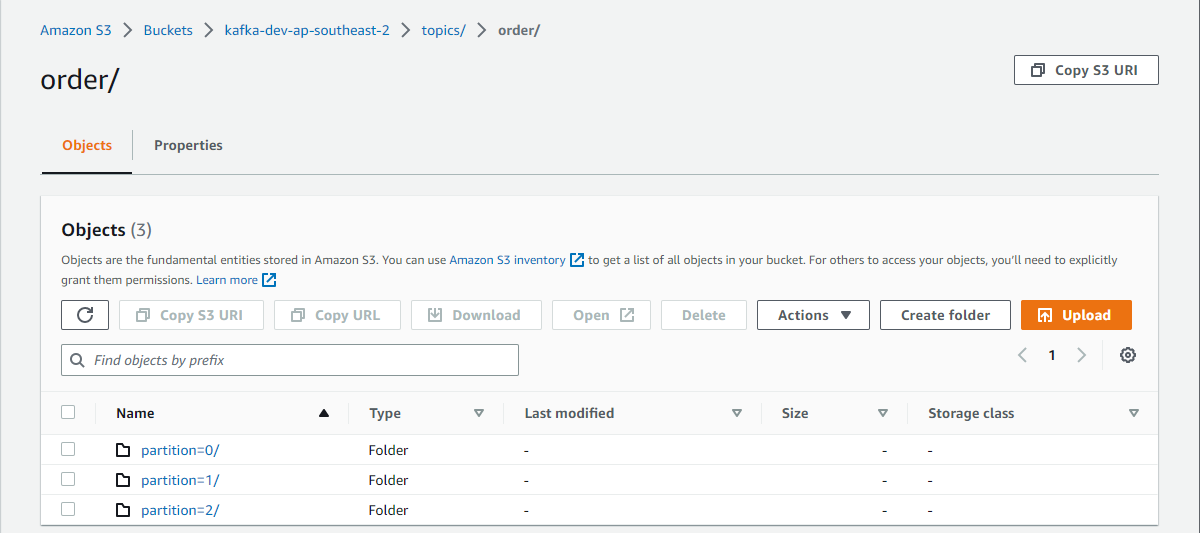 Amazon S3 > Buckets > kafka-dev-ap-southeast-2 > topics/ > order/
order/
Copy S3 URI
Objects Properties
Objects (3)
Objects are the fundamental entities stored in Amazon S3. You can use Amazon S3 inventory to get a list of all objects in your bucket. For others to access your objects, you'll need to explicitly
grant them permissions. Learn more
Copy S3 URI Copy URL Download Open Delete Actions Create folder Upload
Find objects by prefix
1
Name Type Last modified Size Storage class
partition=0/ Folder - - -
partition=1/ Folder - - -
partition=2/ Folder - - -